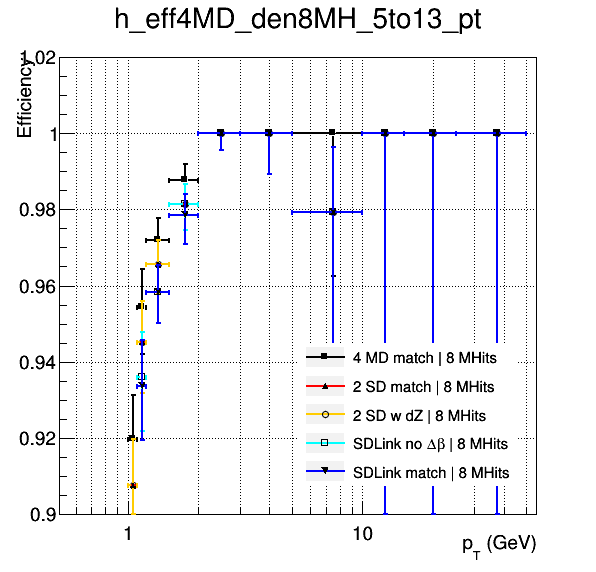 h_eff4MD_den8MH_5to13_pt
Efficiency
1.02
1
0.98
0.96
0.94
0.92
0.9
4 MD match | 8 MHits
2 SD match | 8 MHits
2 SD w dZ | 8 MHits
SDLink no Δβ | 8 MHits
SDLink match | 8 MHits
1
10
p_T (GeV)